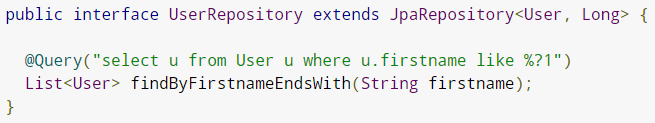 public interface UserRepository extends JpaRepository<User, Long> {
@Query("select u from User u where u.firstname like %?1")
List<User> findByFirstnameEndsWith(String firstname);
}